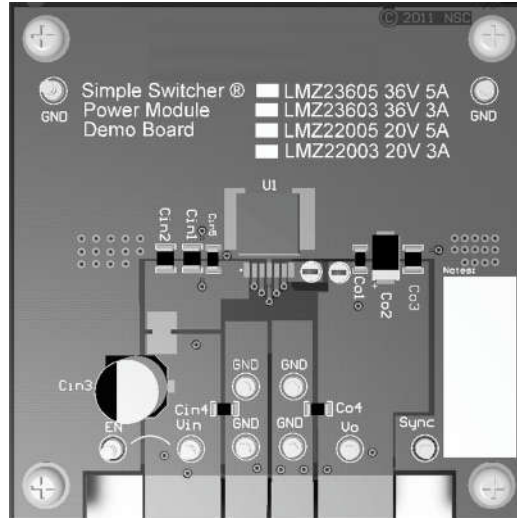 © 2011 NSC
Simple Switcher ® LMZ23605 36V 5A
Power Module LMZ23603 36V 3A
Demo Board LMZ22005 20V 5A
LMZ22003 20V 3A
GND
GND
U1
Cin2
Cin1
Cin5
Co1
Co2
Co3
+
Notes:
Cin3
GND
GND
Cin4
Co4
EN
Vin
GND
GND
Vo
Sync